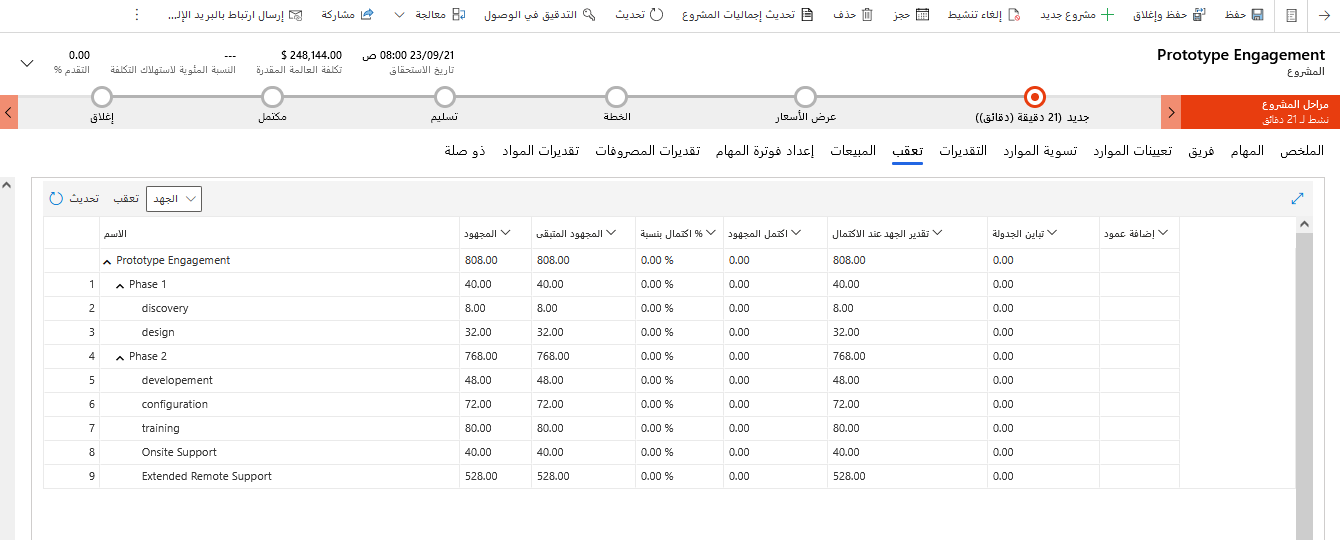 حفظ
حفظ وإغلاق
مشروع جديد
إلغاء تنشيط
حجز
حذف
تحديث إجماليات المشروع
تحديث
التدقيق في الوصول
معالجة
مشاركة
إرسال ارتباط بالبريد الإل...
Prototype Engagement
المشروع
23/09/21 08:00 ص
تاريخ الاستحقاق
$ 248,144.00
تكلفة العمالة المقدرة
---
النسبة المئوية لاستهلاك التكلفة
0.00
التقدم %
مراحل المشروع
نشط لـ 21 دقائق
جديد (21 دقيقة (دقائق))
عرض الأسعار
الخطة
تسليم
مكتمل
إغلاق
الملخص
المهام
فريق
تعيينات الموارد
تسوية الموارد
التقديرات
تعقب
المبيعات
إعداد فوترة المهام
تقديرات المصروفات
تقديرات المواد
ذو صلة
تحديث تعقب الجهد
الاسم المجهود المجهود المتبقى % اكتمال بنسبة اكتمل المجهود تقدير الجهد عند الاكتمال تباين الجدولة إضافة عمود
Prototype Engagement 808.00 808.00 0.00 % 0.00 808.00 0.00
1 Phase 1 40.00 40.00 0.00 % 0.00 40.00 0.00
2 discovery 8.00 8.00 0.00 % 0.00 8.00 0.00
3 design 32.00 32.00 0.00 % 0.00 32.00 0.00
4 Phase 2 768.00 768.00 0.00 % 0.00 768.00 0.00
5 developement 48.00 48.00 0.00 % 0.00 48.00 0.00
6 configuration 72.00 72.00 0.00 % 0.00 72.00 0.00
7 training 80.00 80.00 0.00 % 0.00 80.00 0.00
8 Onsite Support 40.00 40.00 0.00 % 0.00 40.00 0.00
9 Extended Remote Support 528.00 528.00 0.00 % 0.00 528.00 0.00